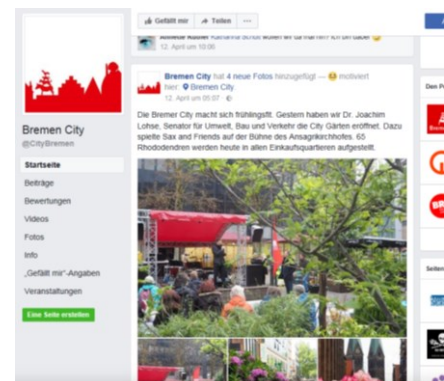 Gefällt mir
Teilen
12. April um 10:06
Bremen City hat 4 neue Fotos hinzugefügt — motiviert
hier: Bremen City
12. April um 05:07
Die Bremer City macht sich frühlingsfit. Gestern haben wir Dr. Joachim
Lohse, Senator für Umwelt, Bau und Verkehr die City Gärten eröffnet. Dazu
spielte Sax and Friends auf der Bühne des Ansgarikirchhofes. 65
Rhododendren werden heute in allen Einkaufsquartieren aufgestellt.
Bremen City
@CityBremen
Startseite
Beiträge
Bewertungen
Videos
Fotos
Info
„Gefällt mir"-Angaben
Veranstaltungen
Eine Seite erstellen
Den P
Seiten